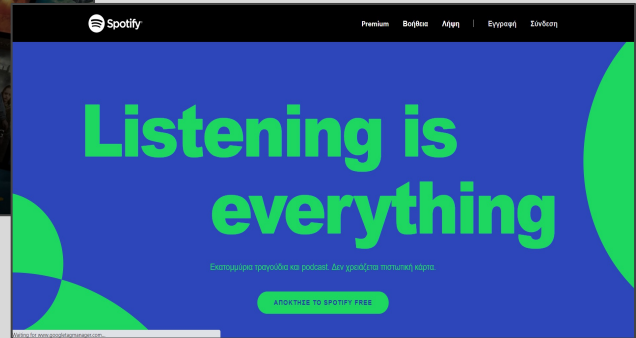 Spotify
Premium Βοήθεια Λήψη | Εγγραφή Σύνδεση
Listening is
everything
Εκατομμύρια τραγούδια και podcast. Δεν χρειάζεται πιστωτική κάρτα.
ΑΠΟΚΤΗΣΕ ΤΟ SPOTIFY FREE
Waiting for www.googletagmanager.com...